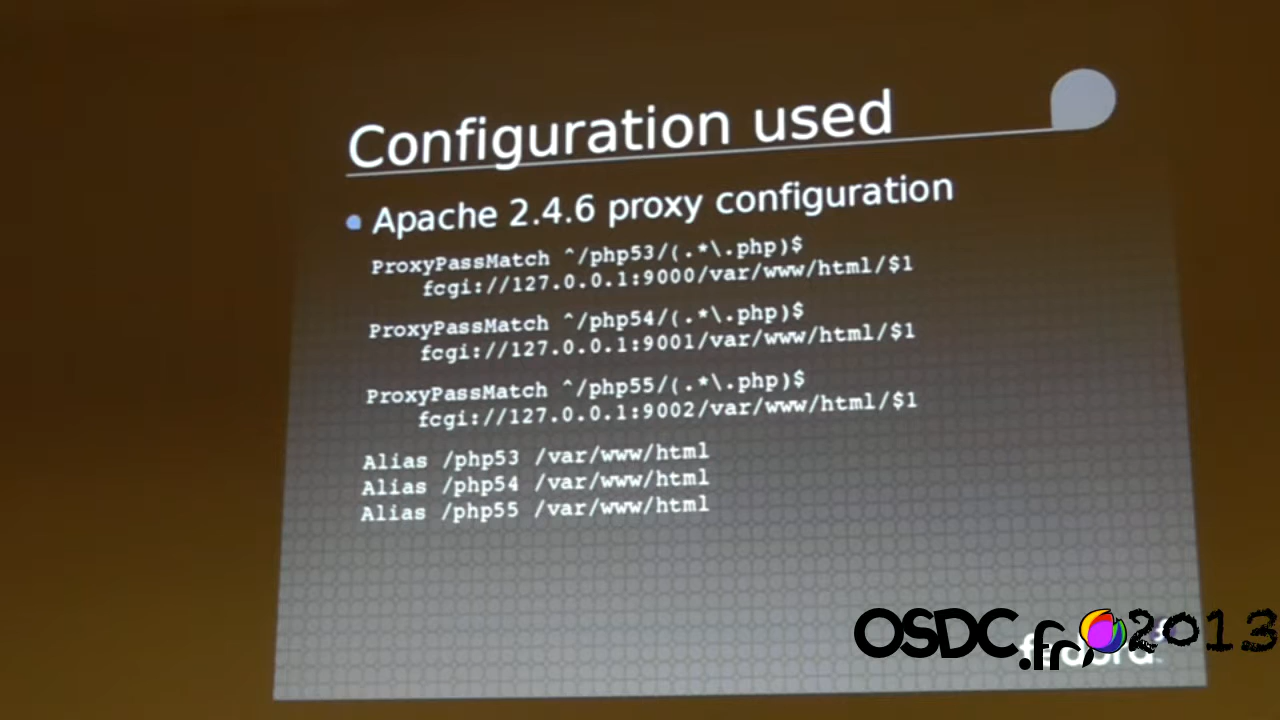 Configuration used
Apache 2.4.6 proxy configuration
ProxyPassMatch ^/php53/(.*\.php)$
fcgi://127.0.0.1:9000/var/www/html/$1
ProxyPassMatch ^/php54/(.*\.php)$
fcgi://127.0.0.1:9001/var/www/html/$1
ProxyPassMatch ^/php55/(.*\.php)$
fcgi://127.0.0.1:9002/var/www/html/$1
Alias /php53 /var/www/html
Alias /php54 /var/www/html
Alias /php55 /var/www/html
OSDC.fr 2013
fedora